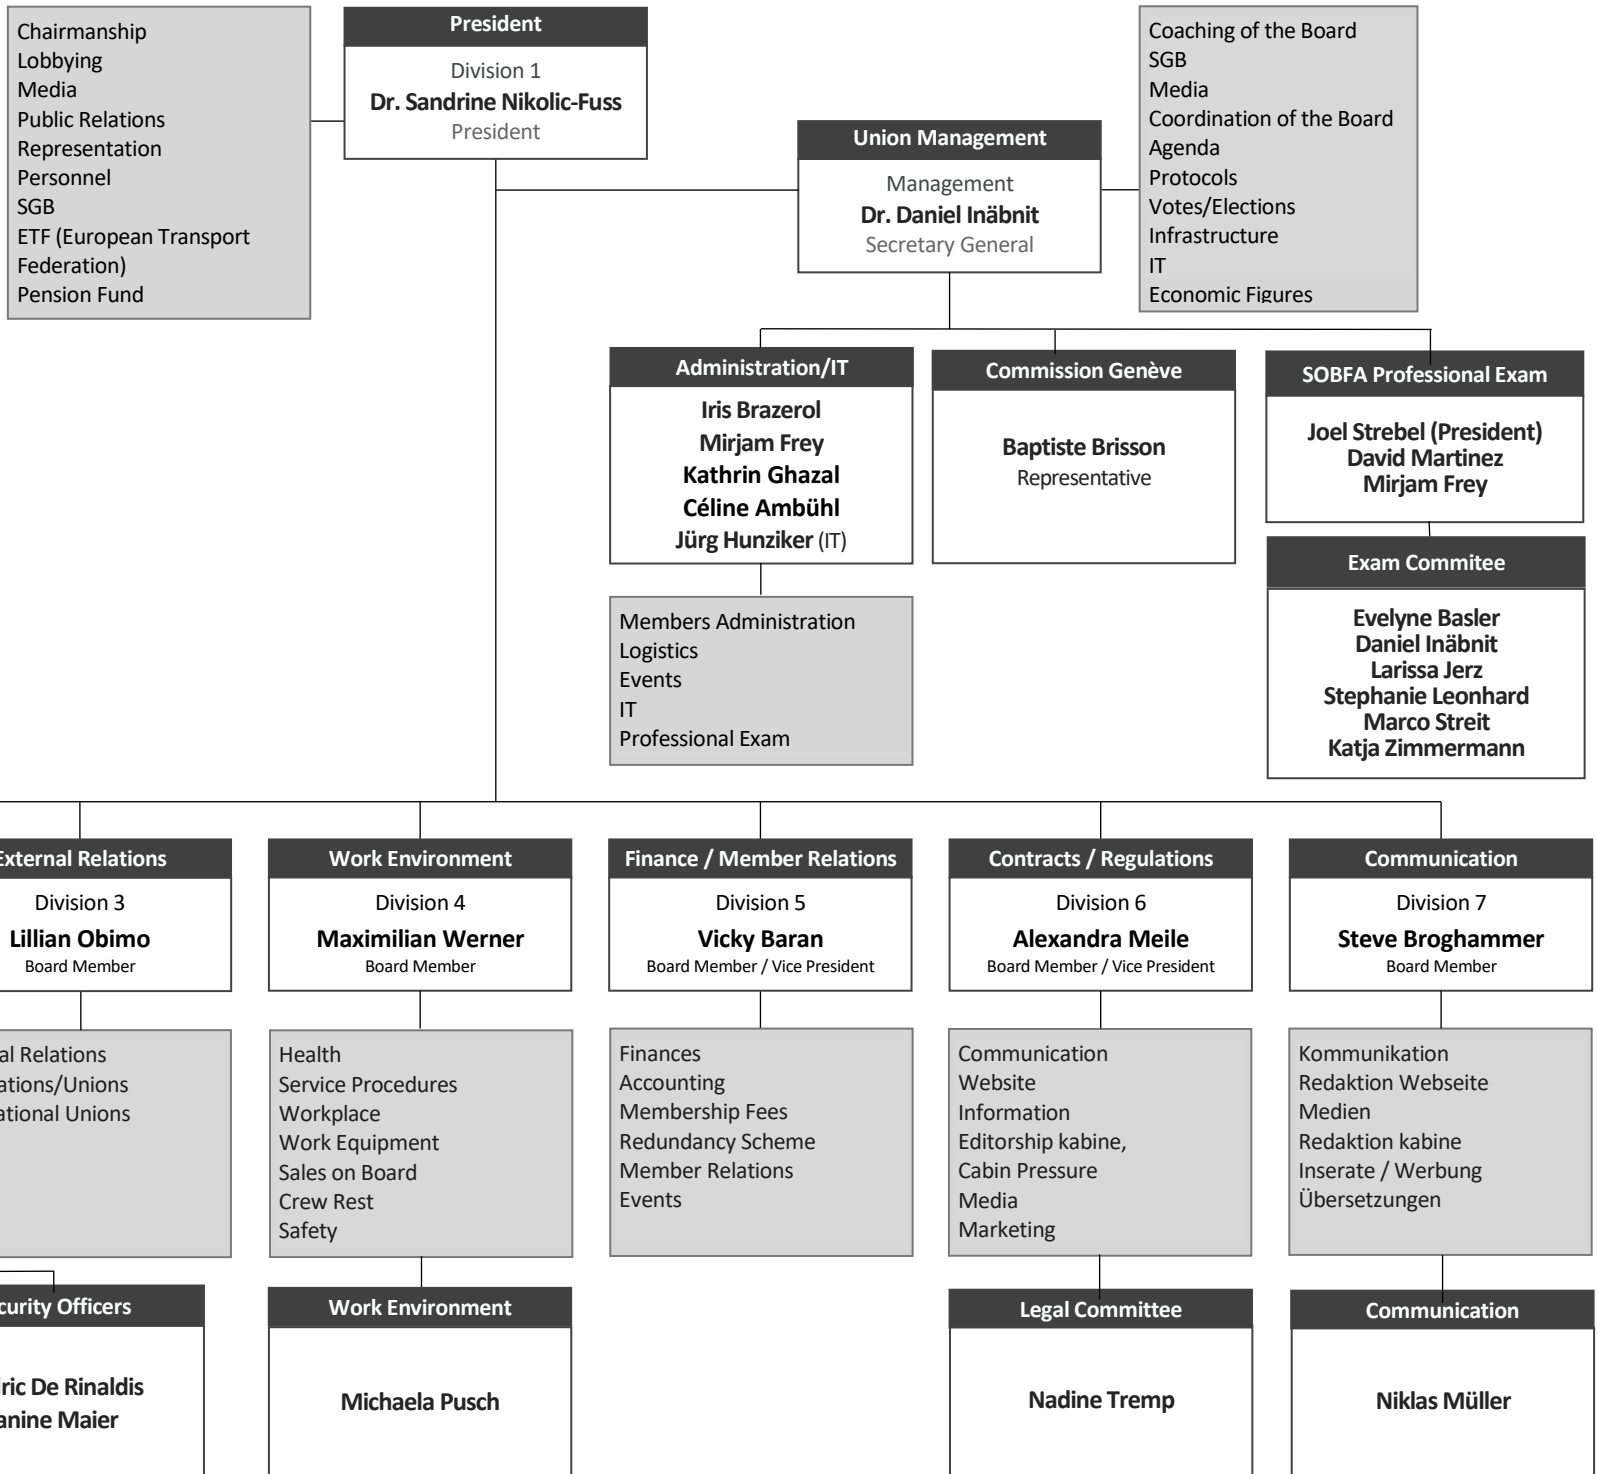 Chairmanship
Lobbying
Media
Public Relations
Representation
Personnel
SGB
ETF (European Transport
Federation)
Pension Fund
President
Division 1
Dr. Sandrine Nikolic-Fuss
President
Union Management
Management
Dr. Daniel Inäbnit
Secretary General
Coaching of the Board
SGB
Media
Coordination of the Board
Agenda
Protocols
Votes/Elections
Infrastructure
IT
Economic Figures
Administration/IT
Iris Brazerol
Mirjam Frey
Kathrin Ghazal
Céline Ambühl
Jürg Hunziker (IT)
Members Administration
Logistics
Events
IT
Professional Exam
Commission Genève
Baptiste Brisson
Representative
SOBFA Professional Exam
Joel Strebel (President)
David Martinez
Mirjam Frey
Exam Commitee
Evelyne Basler
Daniel Inäbnit
Larissa Jerz
Stephanie Leonhard
Marco Streit
Katja Zimmermann
External Relations
Division 3
Lillian Obimo
Board Member
Relations
Unions
Unions
Officers
De Rinaldis
Maier
Work Environment
Division 4
Maximilian Werner
Board Member
Health
Service Procedures
Workplace
Work Equipment
Sales on Board
Crew Rest
Safety
Work Environment
Michaela Pusch
Finance / Member Relations
Division 5
Vicky Baran
Board Member / Vice President
Finances
Accounting
Membership Fees
Redundancy Scheme
Member Relations
Events
Contracts / Regulations
Division 6
Alexandra Meile
Board Member / Vice President
Communication
Website
Information
Editorship kabine,
Cabin Pressure
Media
Marketing
Legal Committee
Nadine Tremp
Communication
Division 7
Steve Broghammer
Board Member
Kommunikation
Redaktion Webseite
Medien
Redaktion kabine
Inserate / Werbung
Übersetzungen
Communication
Niklas Müller